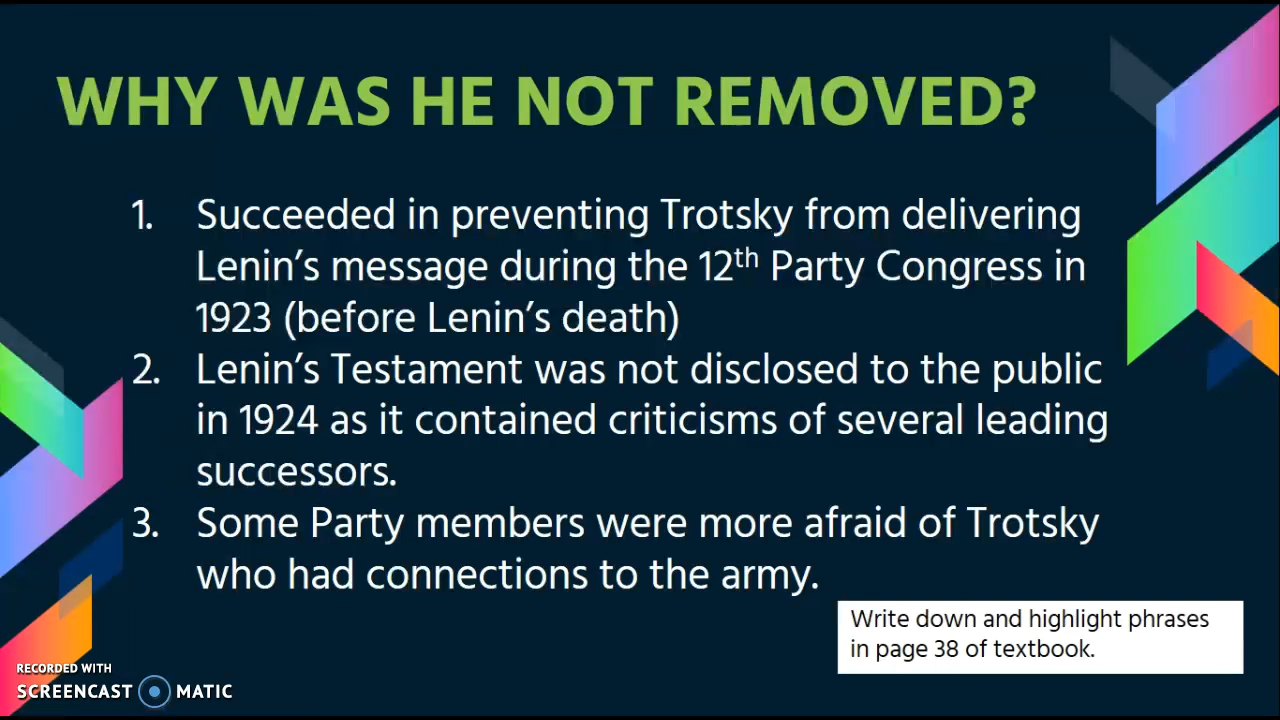 WHY WAS HE NOT REMOVED?
1. Succeeded in preventing Trotsky from delivering
Lenin’s message during the 12th Party Congress in
1923 (before Lenin’s death)
2. Lenin’s Testament was not disclosed to the public
in 1924 as it contained criticisms of several leading
successors.
3. Some Party members were more afraid of Trotsky
who had connections to the army.
Write down and highlight phrases
in page 38 of textbook.
RECORDED WITH
SCREENCAST MATIC